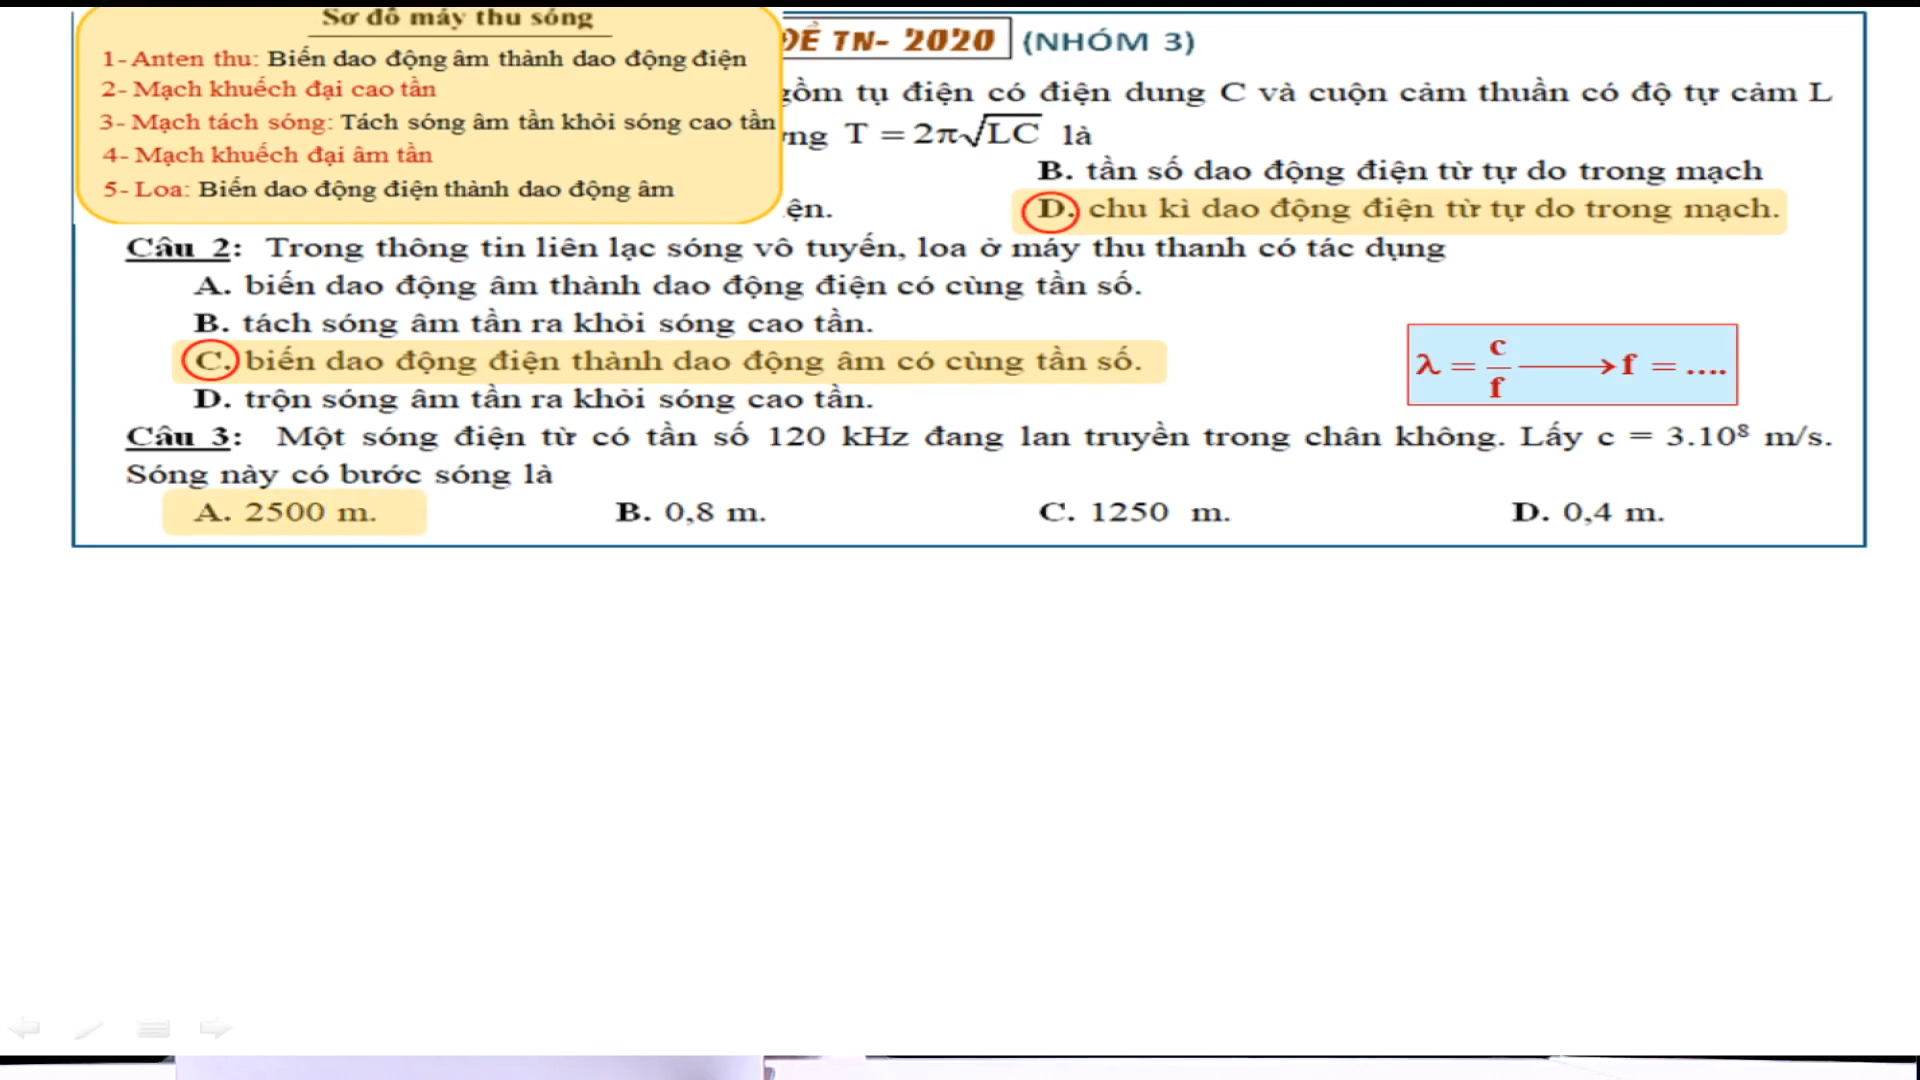 Sơ đồ máy thu sóng
1- Anten thu: Biến dao động âm thành dao động điện
2- Mạch khuếch đại cao tần
3- Mạch tách sóng: Tách sóng âm tần khỏi sóng cao tần
4- Mạch khuếch đại âm tần
5- Loa: Biến dao động điện thành dao động âm
ĐỀ TN- 2020 (NHÓM 3)
gồm tụ điện có điện dung C và cuộn cảm thuần có độ tự cảm L
T = 2π√LC là
B. tần số dao động điện từ tự do trong mạch
D. chu kì dao động điện từ tự do trong mạch.
Câu 2: Trong thông tin liên lạc sóng vô tuyến, loa ở máy thu thanh có tác dụng
A. biến dao động âm thành dao động điện có cùng tần số.
B. tách sóng âm tần ra khỏi sóng cao tần.
C. biến dao động điện thành dao động âm có cùng tần số.
D. trộn sóng âm tần ra khỏi sóng cao tần.
λ = c/f → f = ....
Câu 3: Một sóng điện từ có tần số 120 kHz đang lan truyền trong chân không. Lấy c = 3.10⁸ m/s.
Sóng này có bước sóng là
A. 2500 m. B. 0,8 m. C. 1250 m. D. 0,4 m.